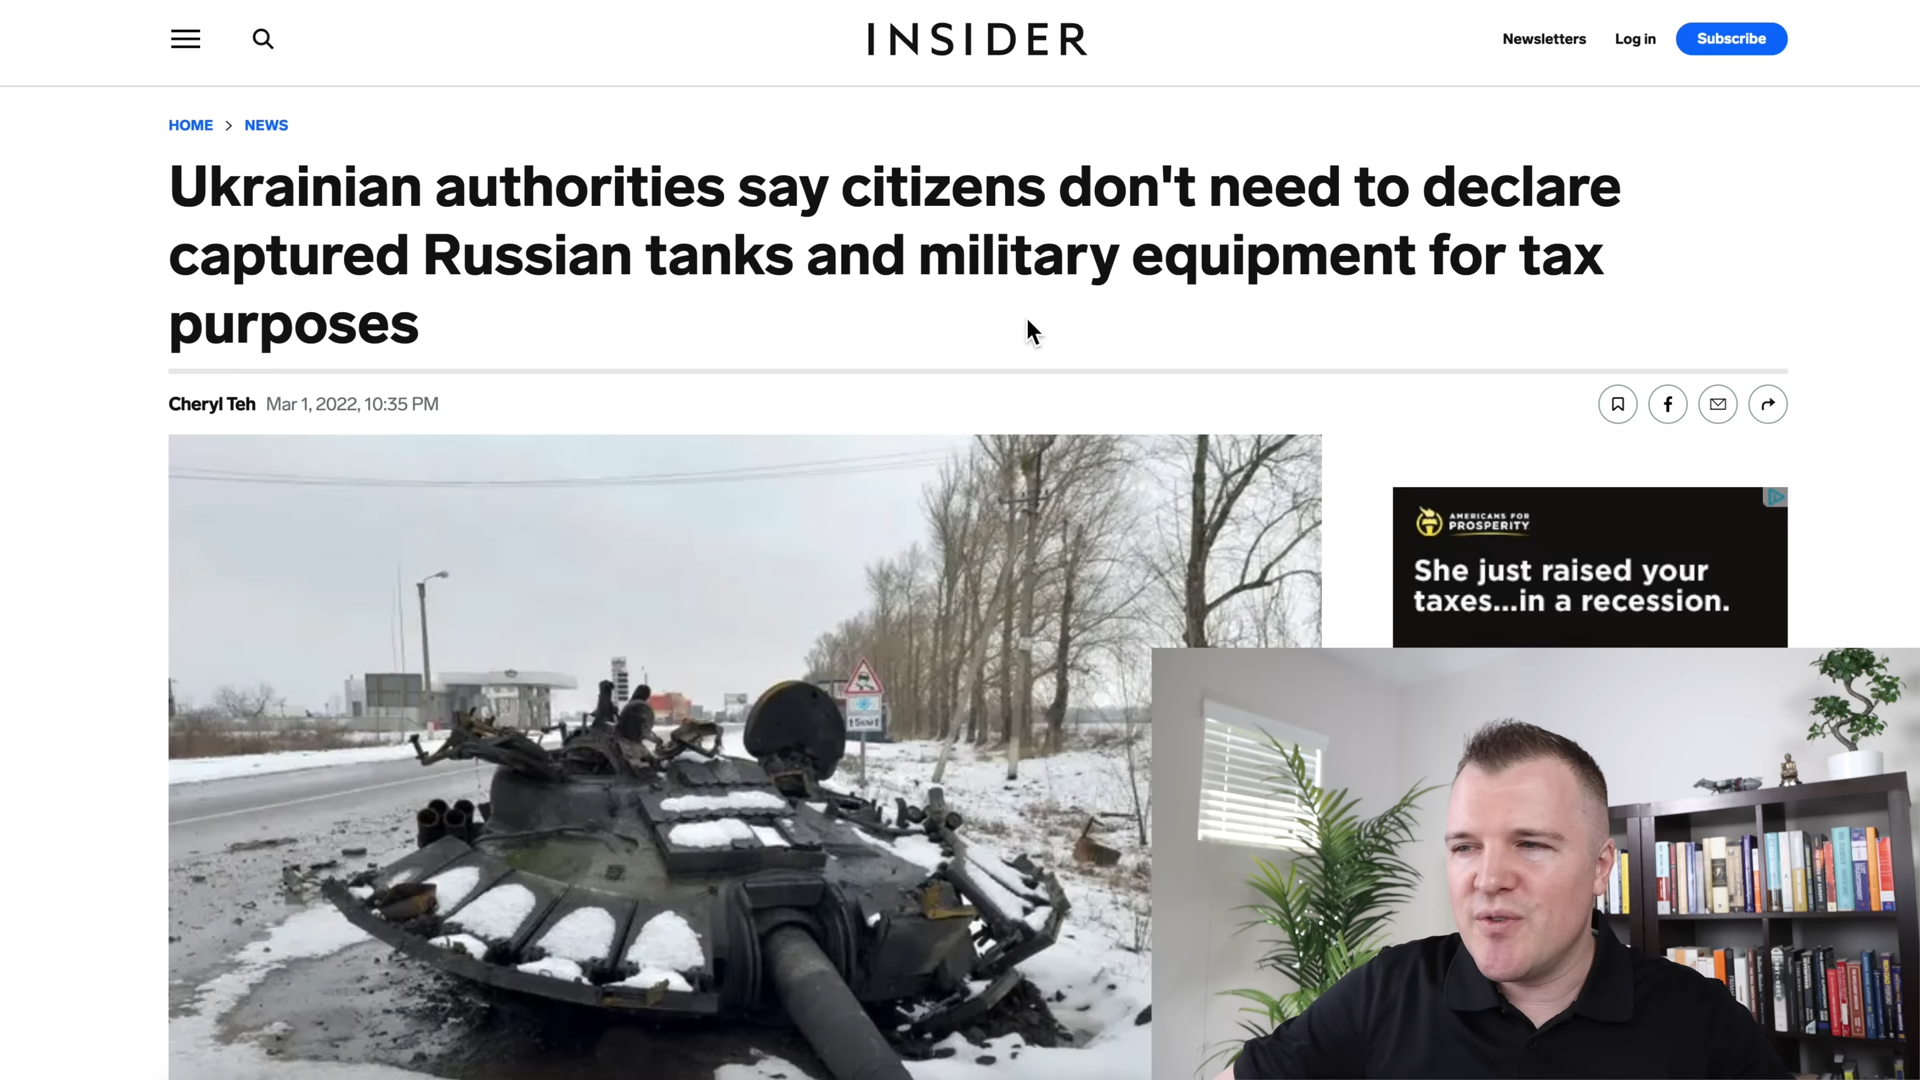 INSIDER
Newsletters
Log in
Subscribe
HOME > NEWS
Ukrainian authorities say citizens don't need to declare
captured Russian tanks and military equipment for tax
purposes
Cheryl Teh Mar 1, 2022, 10:35 PM
AMERICANS FOR
PROSPERITY
She just raised your
taxes...in a recession.